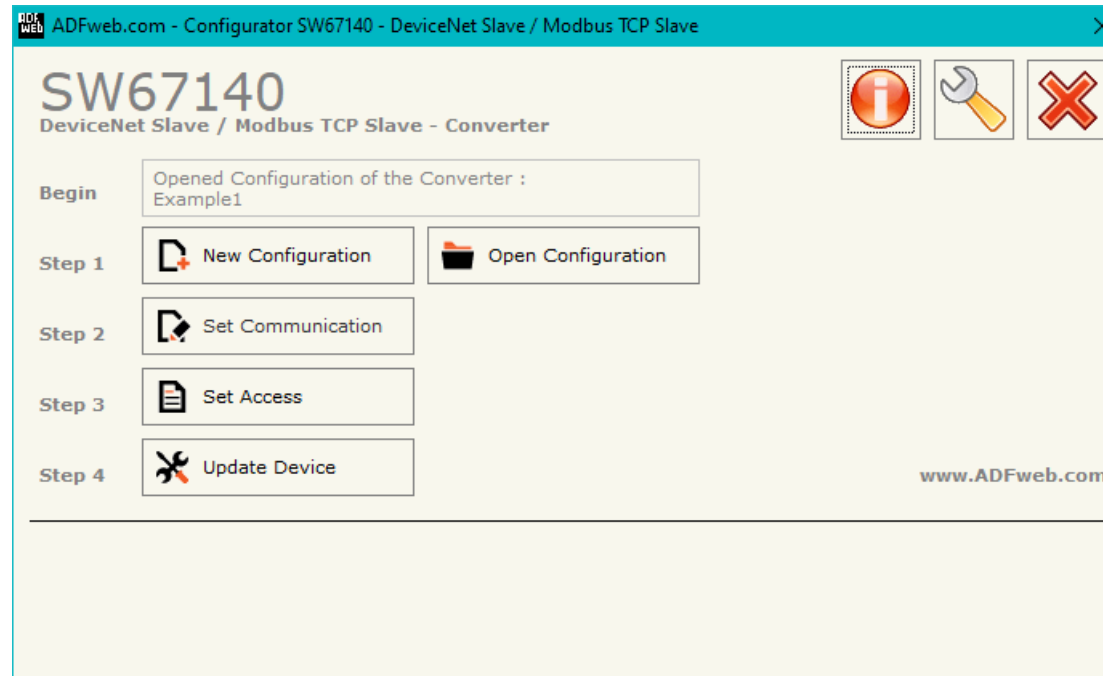 ADF
web
ADFweb.com - Configurator SW67140 - DeviceNet Slave / Modbus TCP Slave
SW67140
DeviceNet Slave / Modbus TCP Slave - Converter
Begin
Opened Configuration of the Converter :
Example1
Step 1
New Configuration
Open Configuration
Step 2
Set Communication
Step 3
Set Access
Step 4
Update Device
www.ADFweb.com